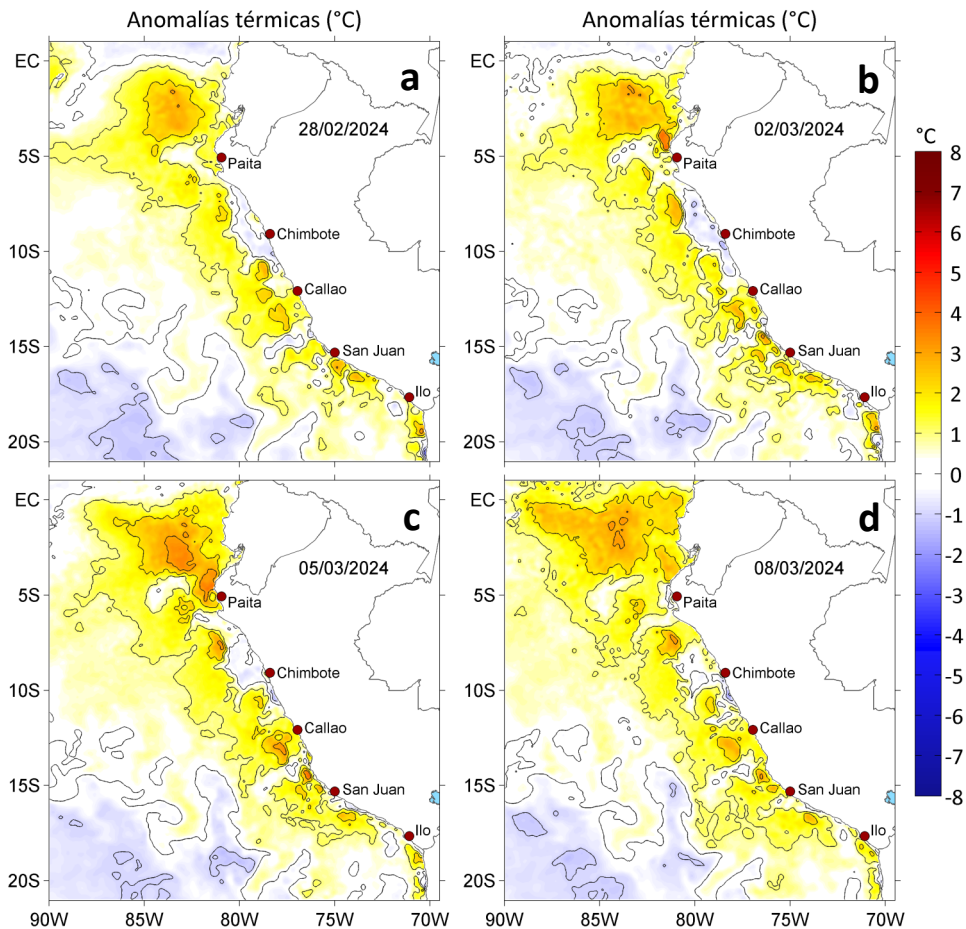 Anomalías térmicas (°C) Anomalías térmicas (°C)
EC a EC b
28/02/2024 02/03/2024 °C
8
5S Paita 5S Paita 7
6
10S Chimbote 10S Chimbote 5
Callao Callao 4
3
15S San Juan 15S San Juan 2
Ilo Ilo 1
20S 20S 0
EC c EC d -1
05/03/2024 08/03/2024 -2
5S Paita 5S Paita -3
-4
10S Chimbote 10S Chimbote -5
Callao Callao -6
15S San Juan 15S San Juan -7
-8
Ilo Ilo
20S 20S
90W 85W 80W 75W 70W 90W 85W 80W 75W 70W